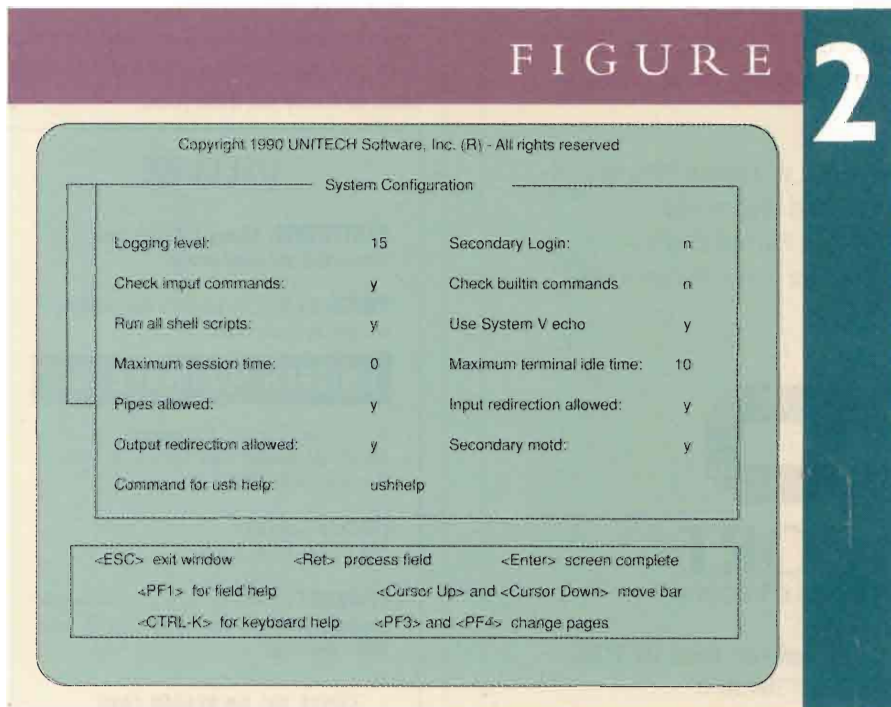 FIGURE 2
Copyright 1990 UNITECH Software, Inc. (R) - All rights reserved
System Configuration
Logging level: 15 Secondary Login: n
Check imput commands: y Check builtin commands n
Run all shell scripts: y Use System V echo y
Maximum session time: 0 Maximum terminal idle time: 10
Pipes allowed: y Input redirection allowed: y
Output redirection allowed: y Secondary motd: y
Command for ush help: ushhelp
<ESC> exit window <Ret> process field <Enter> screen complete
<PF1> for field help <Cursor Up> and <Cursor Down> move bar
<CTRL-K> for keyboard help <PF3> and <PF4> change pages